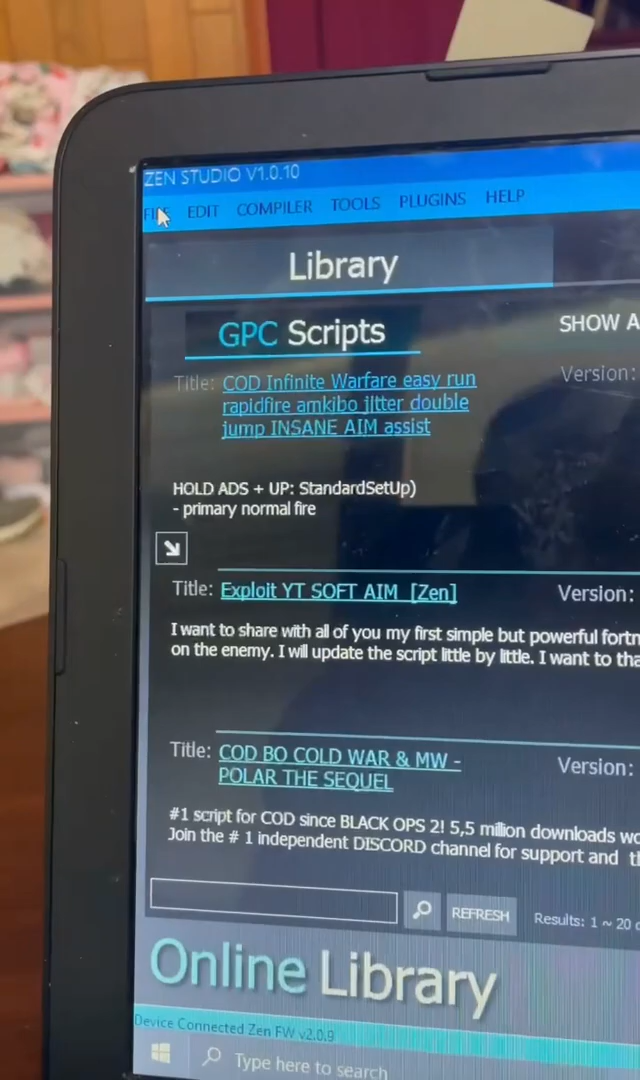 ZEN STUDIO V1.0.10
FILE EDIT COMPILER TOOLS PLUGINS HELP
Library
GPC Scripts
SHOW A
Title: COD Infinite Warfare easy run
rapidfire amkibo jitter double
jump INSANE AIM assist
Version:
HOLD ADS + UP: StandardSetUp)
- primary normal fire
Title: Exploit YT SOFT AIM [Zen]
Version:
I want to share with all of you my first simple but powerful fortn
on the enemy. I will update the script little by little. I want to tha
Title: COD BO COLD WAR & MW -
POLAR THE SEQUEL
Version:
#1 script for COD since BLACK OPS 2! 5,5 million downloads wo
Join the # 1 independent DISCORD channel for support and th
REFRESH
Results: 1 ~ 20 o
Online Library
Device Connected Zen FW v2.0.9
Type here to search